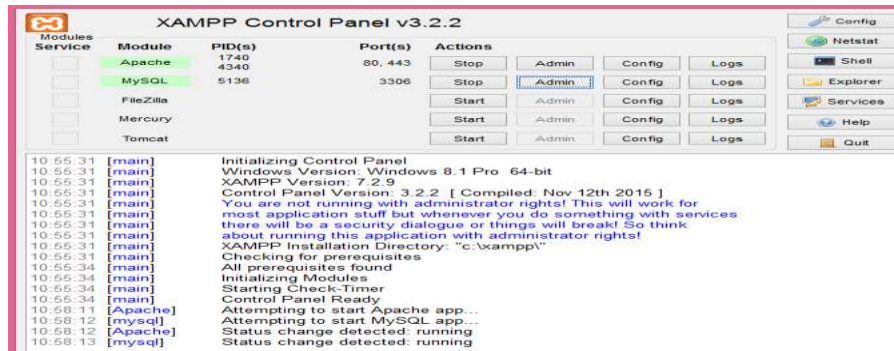 XAMPP Control Panel v3.2.2
Modules
Service Module PID(s) Port(s) Actions
Apache 1740 4340 80, 443 Stop Admin Config Logs
MySQL 5136 3306 Stop Admin Config Logs
FileZilla Start Admin Config Logs
Mercury Start Admin Config Logs
Tomcat Start Admin Config Logs
Config
Netstat
Shell
Explorer
Services
Help
Quit
10:55:31 [main] Initializing Control Panel
10:55:31 [main] Windows Version: Windows 8.1 Pro 64-bit
10:55:31 [main] XAMPP Version: 7.2.9
10:55:31 [main] Control Panel Version: 3.2.2 [ Compiled: Nov 12th 2015 ]
10:55:31 [main] You are not running with administrator rights! This will work for
10:55:31 [main] most application stuff but whenever you do something with services
10:55:31 [main] there will be a security dialogue or things will break! So think
10:55:31 [main] about running this application with administrator rights!
10:55:31 [main] XAMPP Installation Directory: "c:\xampp\"
10:55:31 [main] Checking for prerequisites
10:55:34 [main] All prerequisites found
10:55:34 [main] Initializing Modules
10:55:34 [main] Starting Check-Timer
10:55:34 [main] Control Panel Ready
10:58:11 [Apache] Attempting to start Apache app...
10:58:12 [mysql] Attempting to start MySQL app...
10:58:12 [Apache] Status change detected: running
10:58:13 [mysql] Status change detected: running